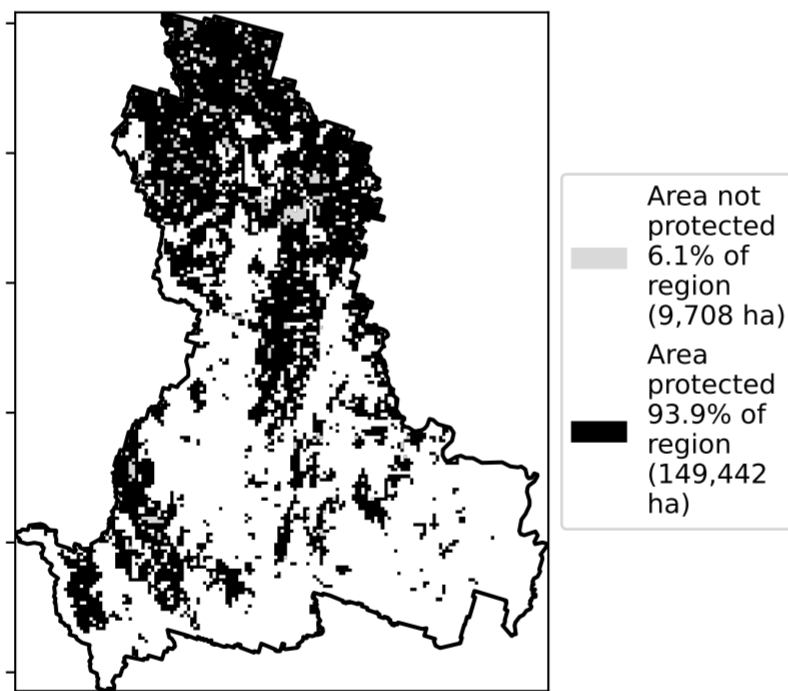 Area not
protected
6.1% of
region
(9,708 ha)
Area
protected
93.9% of
region
(149,442
ha)